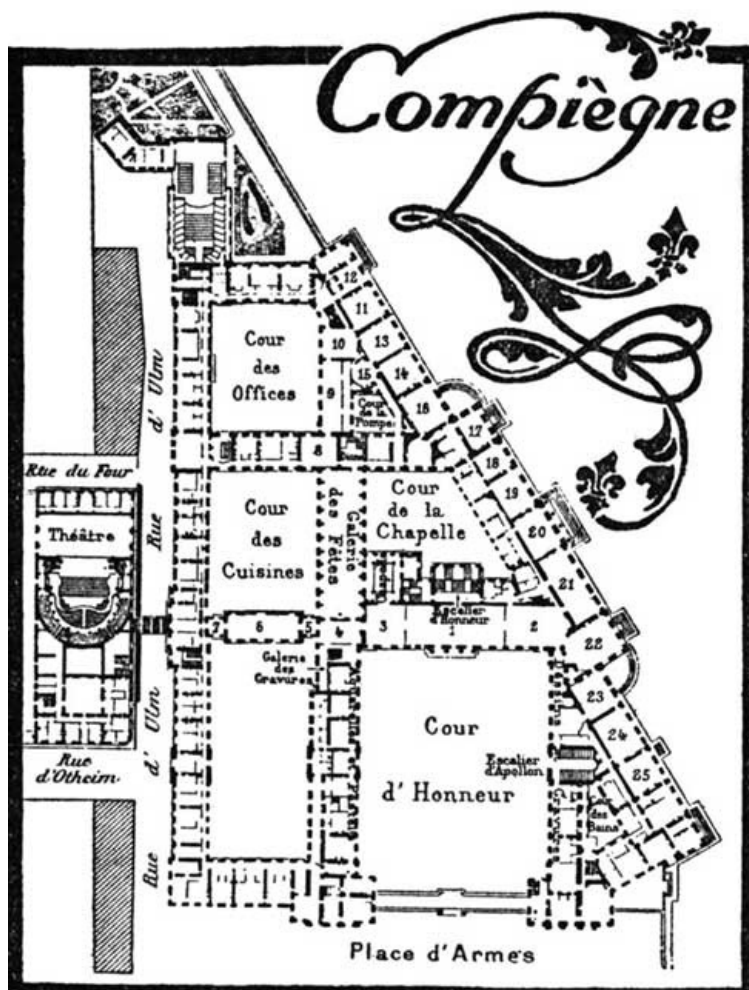 Compiègne
12
11
13
10
14
15
16
9
Cour
des
Offices
Cour
de la
Pompe
17
18
8
19
20
21
22
23
24
25
Rue du Four
Rue d' Ulm
Théâtre
Cour
des
Cuisines
Galerie
des Fêtes
Cour
de la
Chapelle
Escalier
d'Honneur
7
6
5
4
3
1
2
Galerie
des
Gravures
Rue
d'Otheim
Rue d' Ulm
Cour
d' Honneur
Escalier
d'Apollon
Cour
des
Bains
Place d'Armes